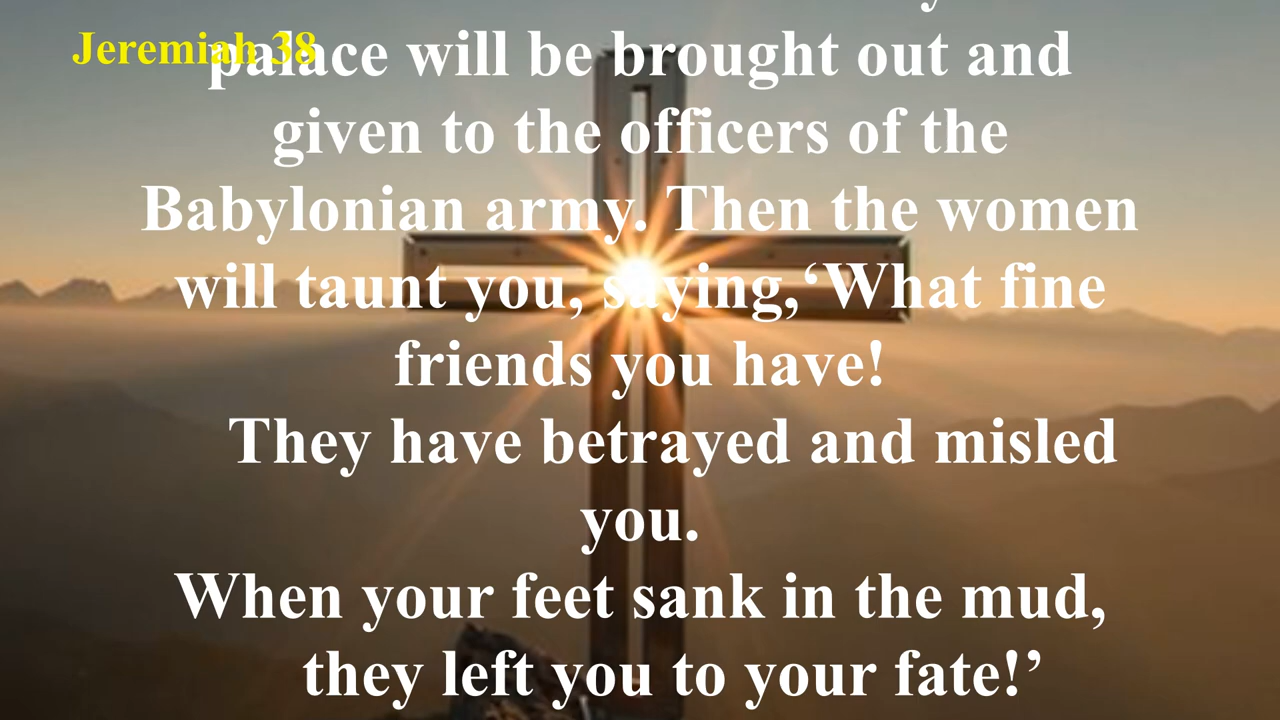 Jeremiah 38
palace will be brought out and
given to the officers of the
Babylonian army. Then the women
will taunt you, saying,‘What fine
friends you have!
They have betrayed and misled
you.
When your feet sank in the mud,
they left you to your fate!’